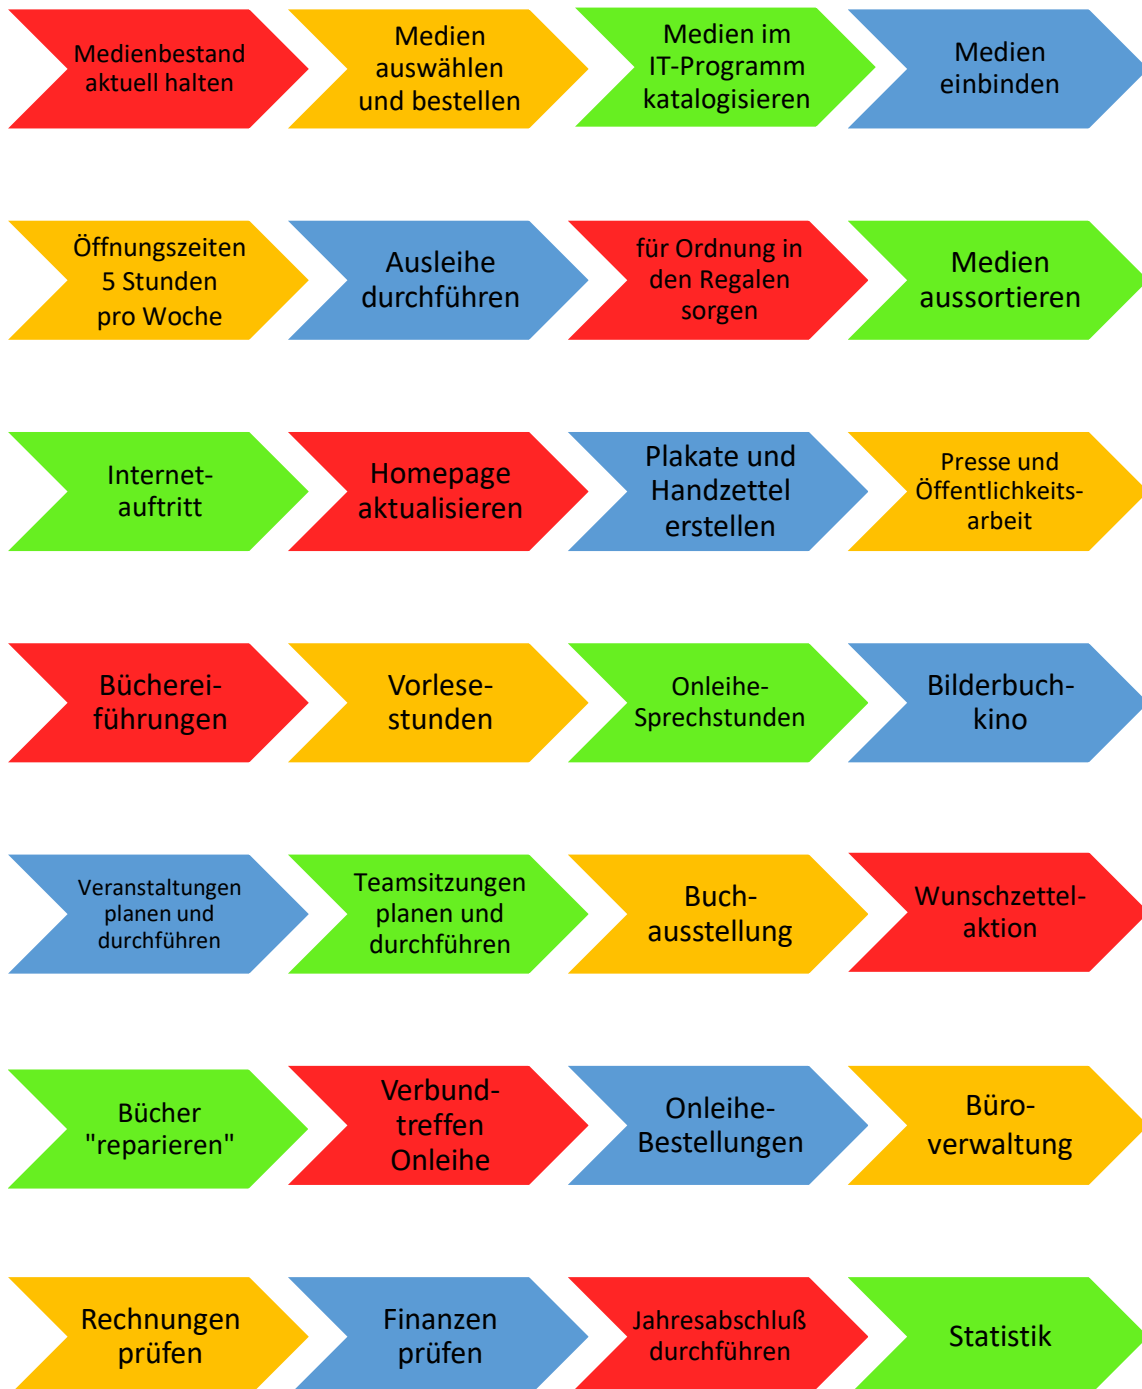 Medienbestand
aktuell halten
Medien
auswählen
und bestellen
Medien im
IT-Programm
katalogisieren
Medien
einbinden
Öffnungszeiten
5 Stunden
pro Woche
Ausleihe
durchführen
für Ordnung in
den Regalen
sorgen
Medien
aussortieren
Internet-
auftritt
Homepage
aktualisieren
Plakate und
Handzettel
erstellen
Presse und
Öffentlichkeits-
arbeit
Bücherei-
führungen
Vorlese-
stunden
Onleihe-
Sprechstunden
Bilderbuch-
kino
Veranstaltungen
planen und
durchführen
Teamsitzungen
planen und
durchführen
Buch-
ausstellung
Wunschzettel-
aktion
Bücher
"reparieren"
Verbund-
treffen
Onleihe
Onleihe-
Bestellungen
Büro-
verwaltung
Rechnungen
prüfen
Finanzen
prüfen
Jahresabschluß
durchführen
Statistik